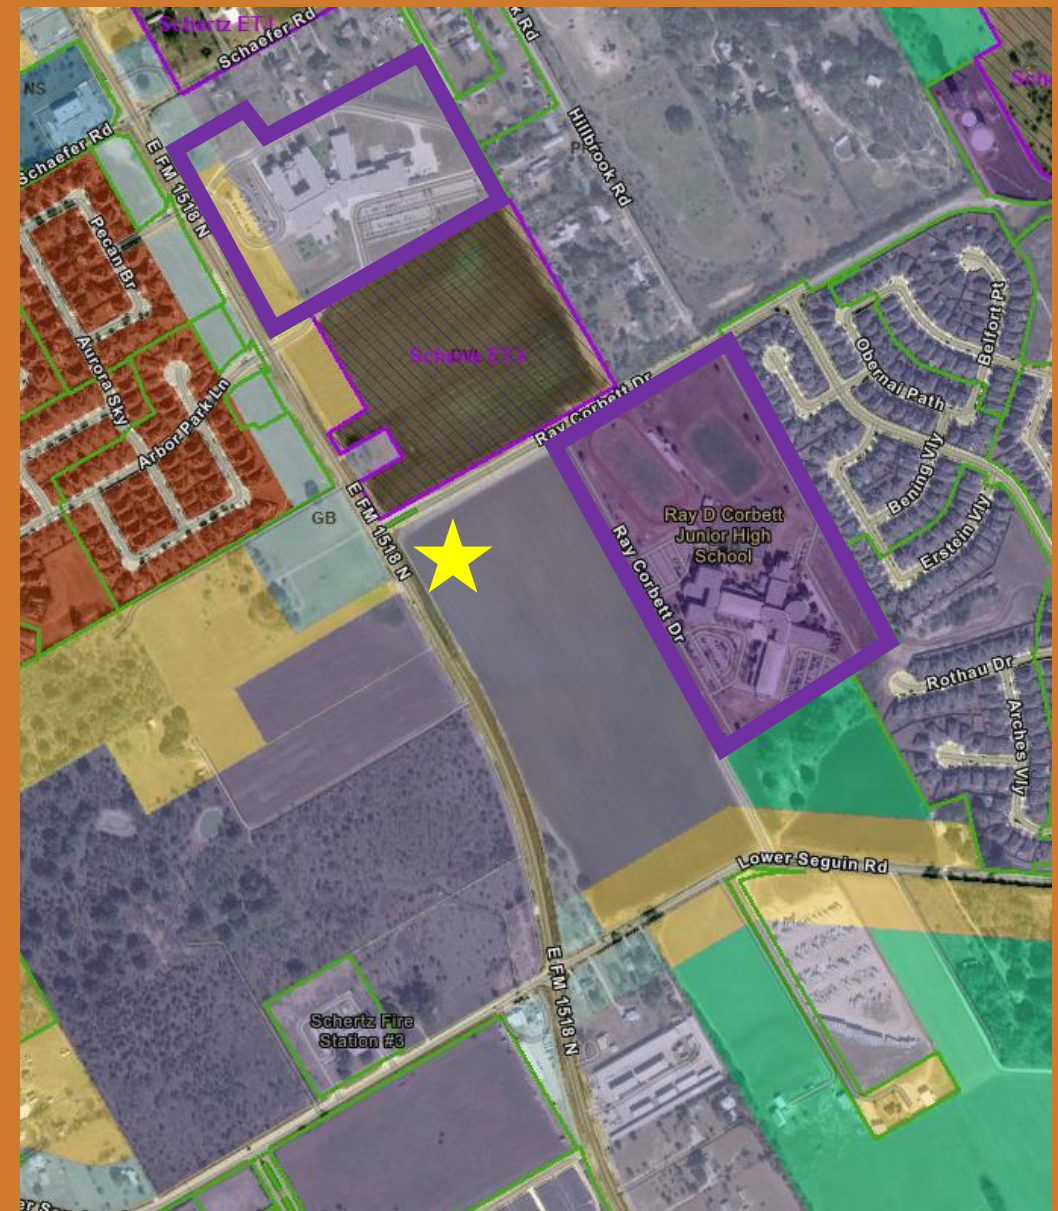 Schertz ETJ
Schaefer Rd
k Rd
NS
Sch
Schaefer Rd
E FM 1518 N
Hillbrook Rd
P
Pecan Br
Belfort Pt
Aurora Sky
Schertz ETJ
Obernai Path
Arbor Park Ln
Ray Corbett Dr
Bening Vly
E FM 1518 N
GB
Ray D Corbett
Junior High
School
Erstein Vly
Ray Corbett Dr
Rothau Dr
Arches Vly
Lower Seguin Rd
E FM 1518 N
Schertz Fire
Station #3